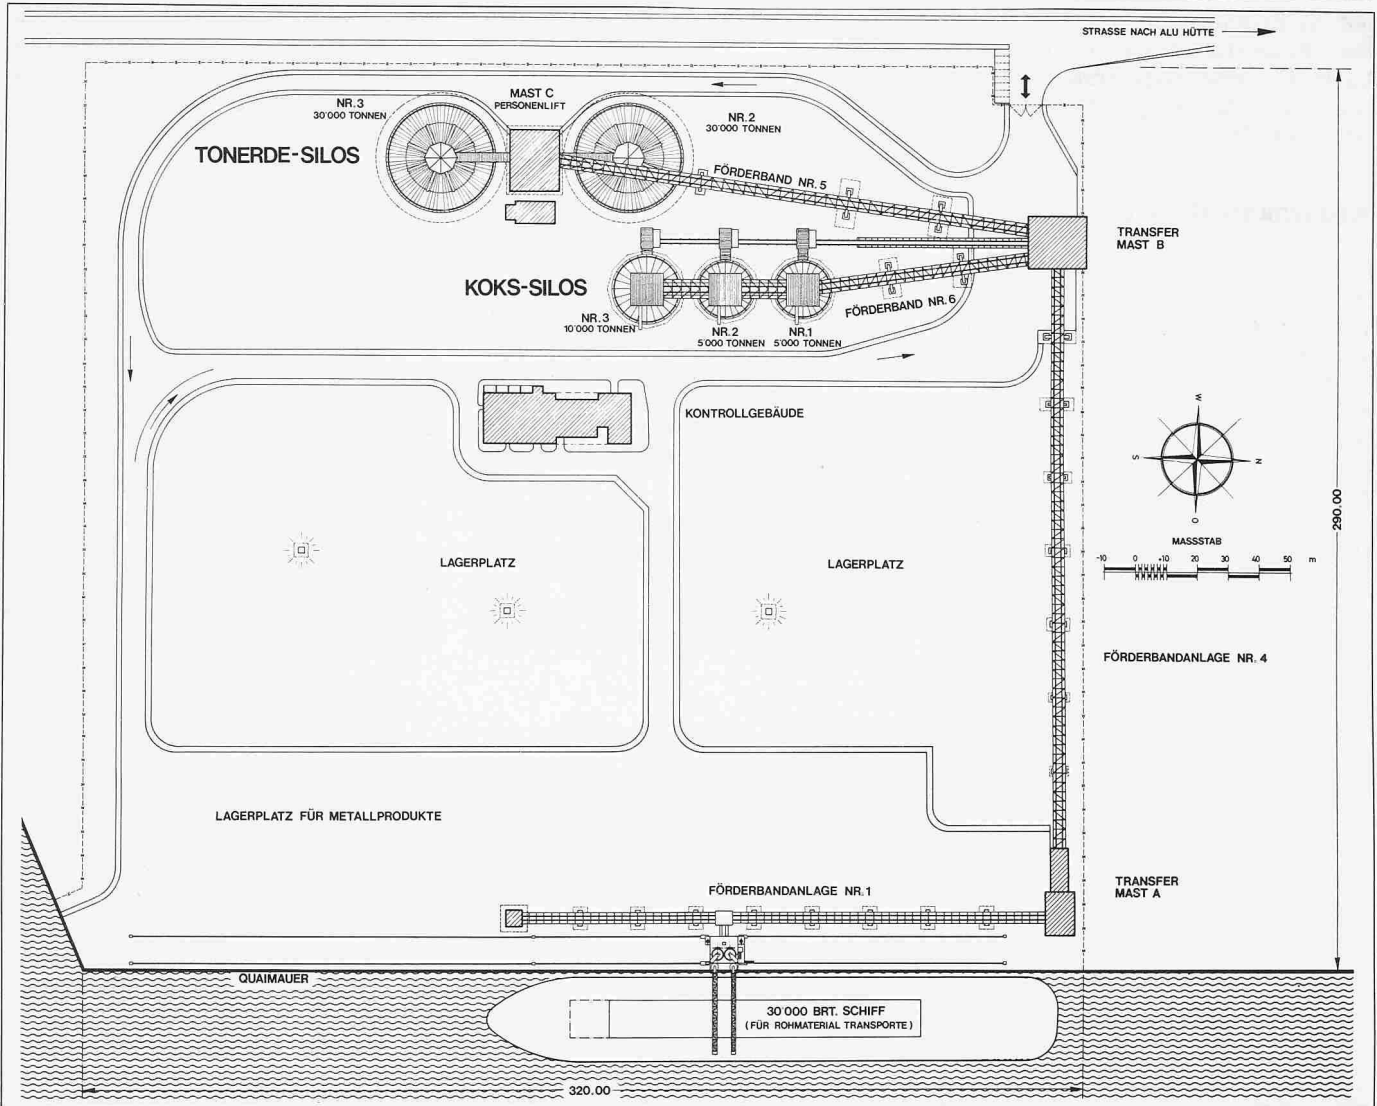 STRASSE NACH ALU HÜTTE
NR.3
30'000 TONNEN
MAST C
PERSONENLIFT
NR.2
30'000 TONNEN
TONERDE-SILOS
FÖRDERBAND NR. 5
TRANSFER
MAST B
KOKS-SILOS
FÖRDERBAND NR. 6
NR.3
10'000 TONNEN
NR.2
5'000 TONNEN
NR.1
5'000 TONNEN
KONTROLLGEBÄUDE
W
S
N
O
290.00
MASSSTAB
-10 0 +10 20 30 40 50 m
LAGERPLATZ
LAGERPLATZ
FÖRDERBANDANLAGE NR. 4
LAGERPLATZ FÜR METALLPRODUKTE
TRANSFER
MAST A
FÖRDERBANDANLAGE NR. 1
QUAIMAUER
30'000 BRT. SCHIFF
(FÜR ROHMATERIAL TRANSPORTE)
320.00